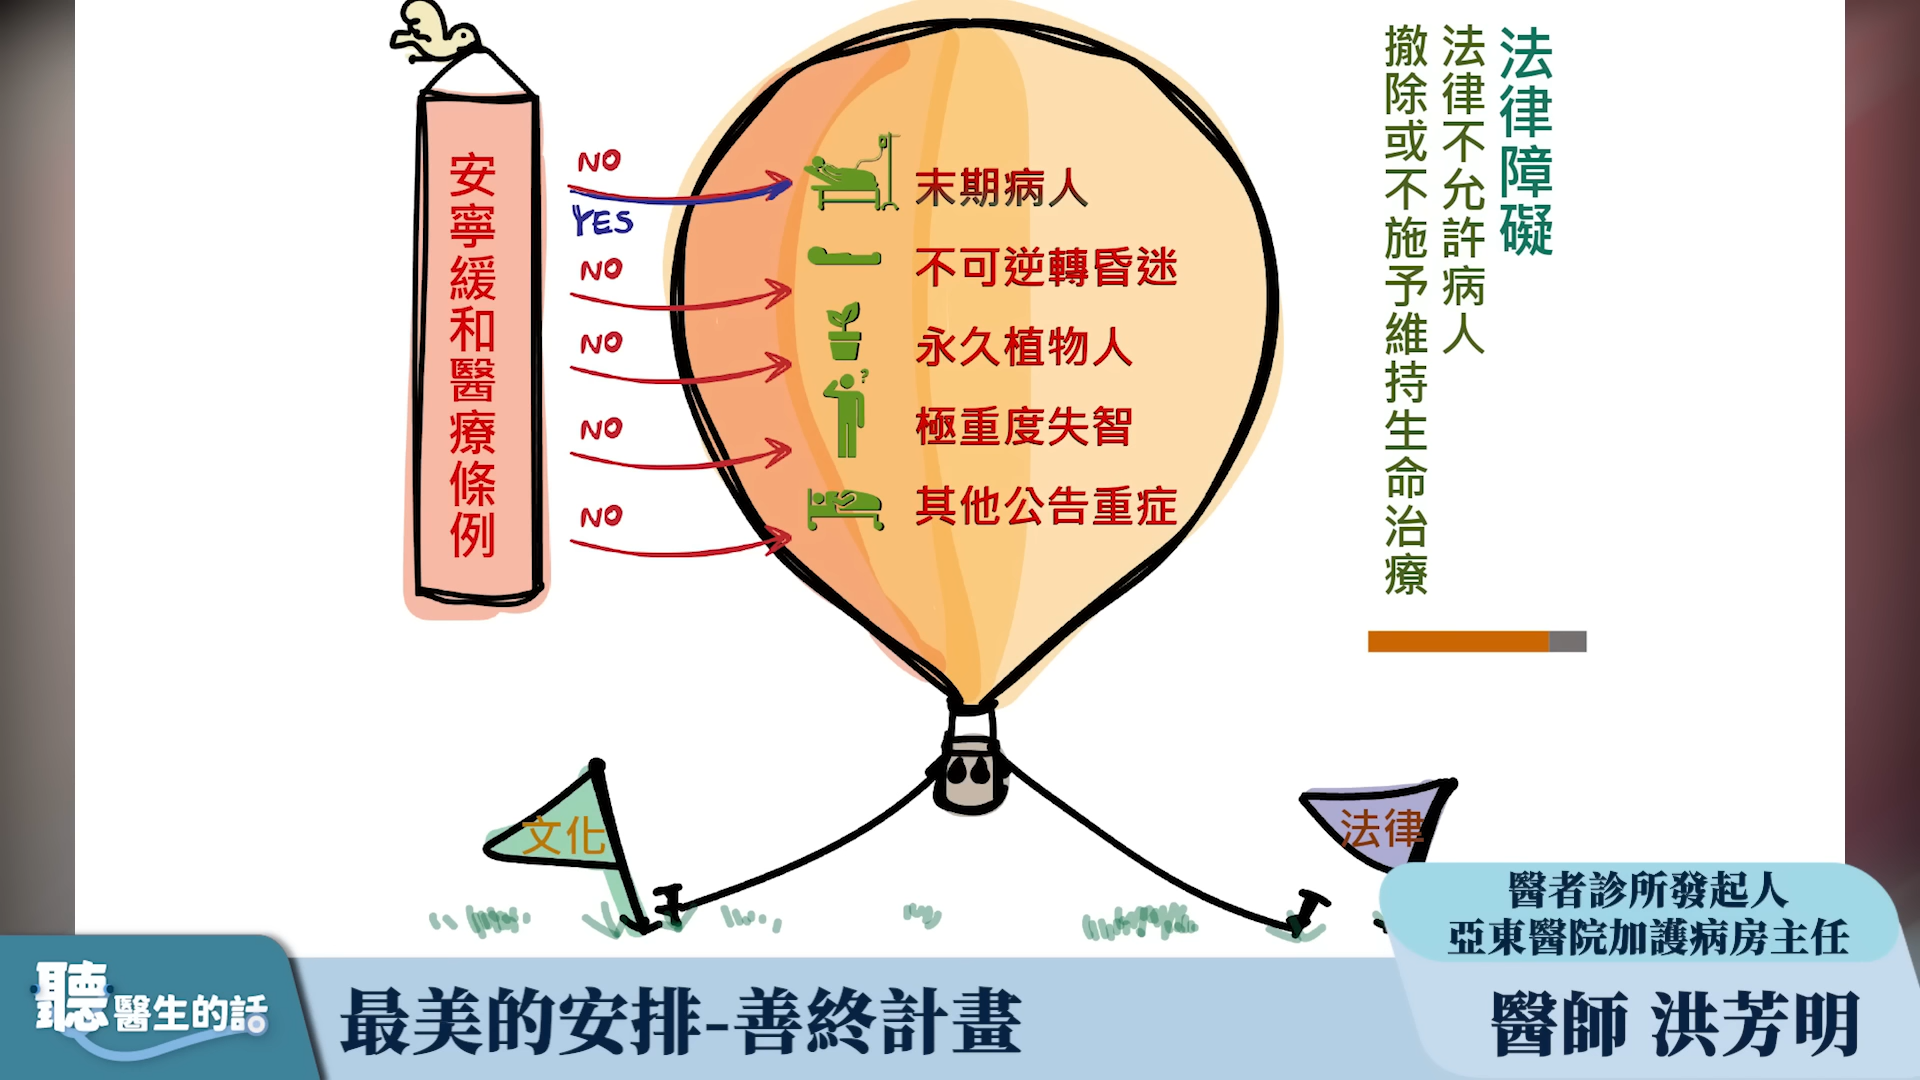 法律障礙
法律不允許病人
撤除或不施予維持生命治療
安寧緩和醫療條例
NO
YES
NO
NO
NO
NO
末期病人
不可逆轉昏迷
永久植物人
極重度失智
其他公告重症
?
文化
法律
醫者診所發起人
亞東醫院加護病房主任
醫師 洪芳明
聽醫生的話
最美的安排-善終計畫